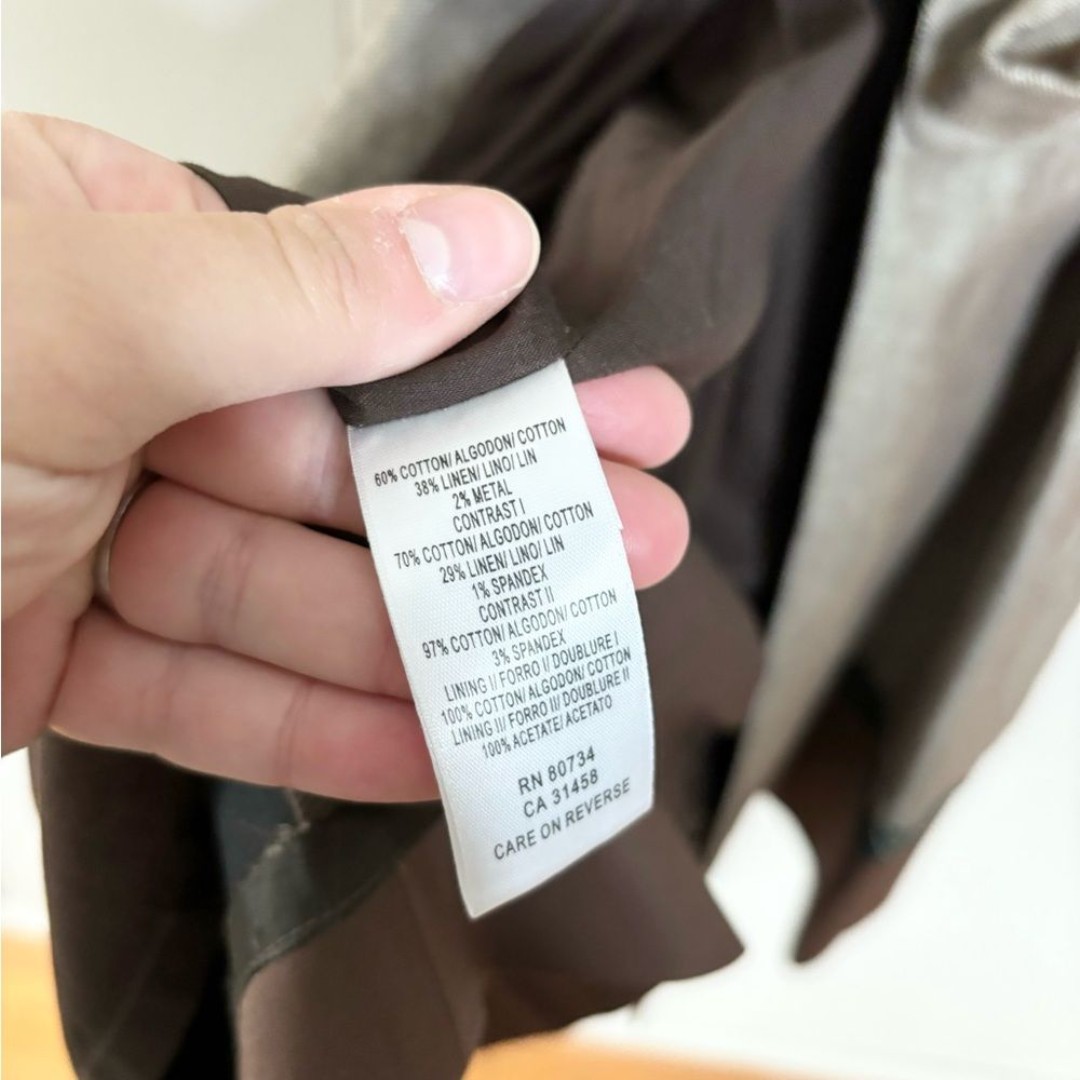 60% COTTON/ ALGODON/ COTTON
38% LINEN/ LINO/ LIN
2% METAL
CONTRAST I
70% COTTON/ ALGODON/ COTTON
29% LINEN/ LINO/ LIN
1% SPANDEX
CONTRAST II
97% COTTON/ ALGODON/ COTTON
3% SPANDEX
LINING I/ FORRO I/ DOUBLURE I
100% COTTON/ ALGODON/ COTTON
LINING II/ FORRO II/ DOUBLURE II
100% ACETATE/ ACETATO
RN 80734
CA 31458
CARE ON REVERSE